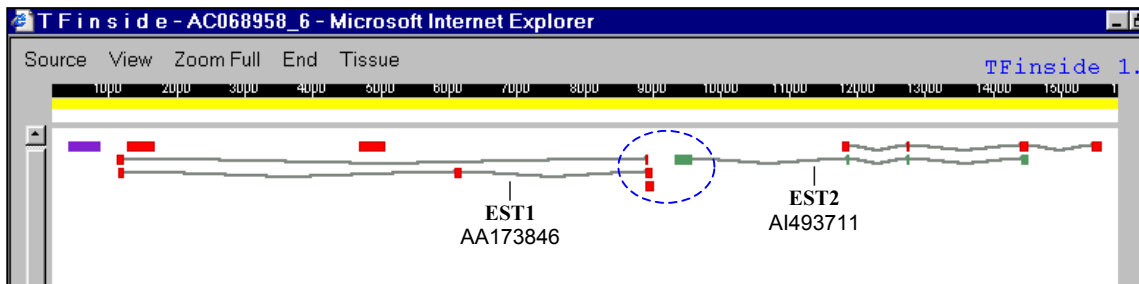 T F i n s i d e - AC068958_6 - Microsoft Internet Explorer
Source View Zoom Full End Tissue
TFinside 1.
1000 2000 3000 4000 5000 6000 7000 8000 9000 10000 11000 12000 13000 14000 15000 1
EST1
AA173846
EST2
AI493711